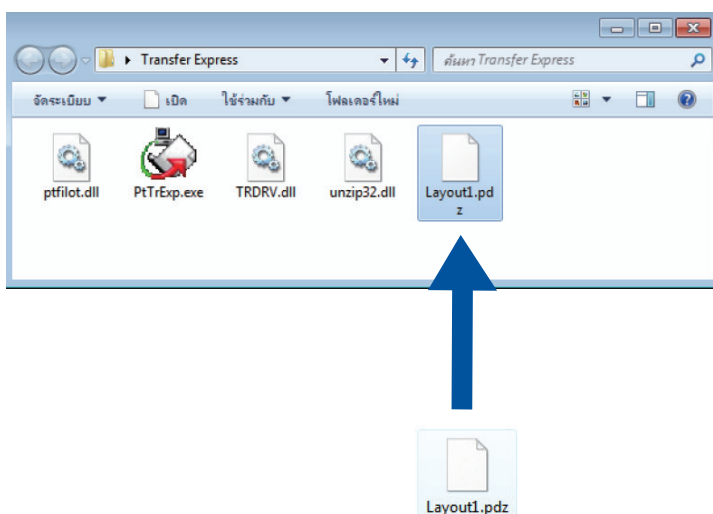 Transfer Express
ค้นหา Transfer Express
จัดระเบียบ
เปิด
ใช้ร่วมกับ
โฟลเดอร์ใหม่
ptfilot.dll
PtTrExp.exe
TRDRV.dll
unzip32.dll
Layout1.pd
z
Layout1.pdz